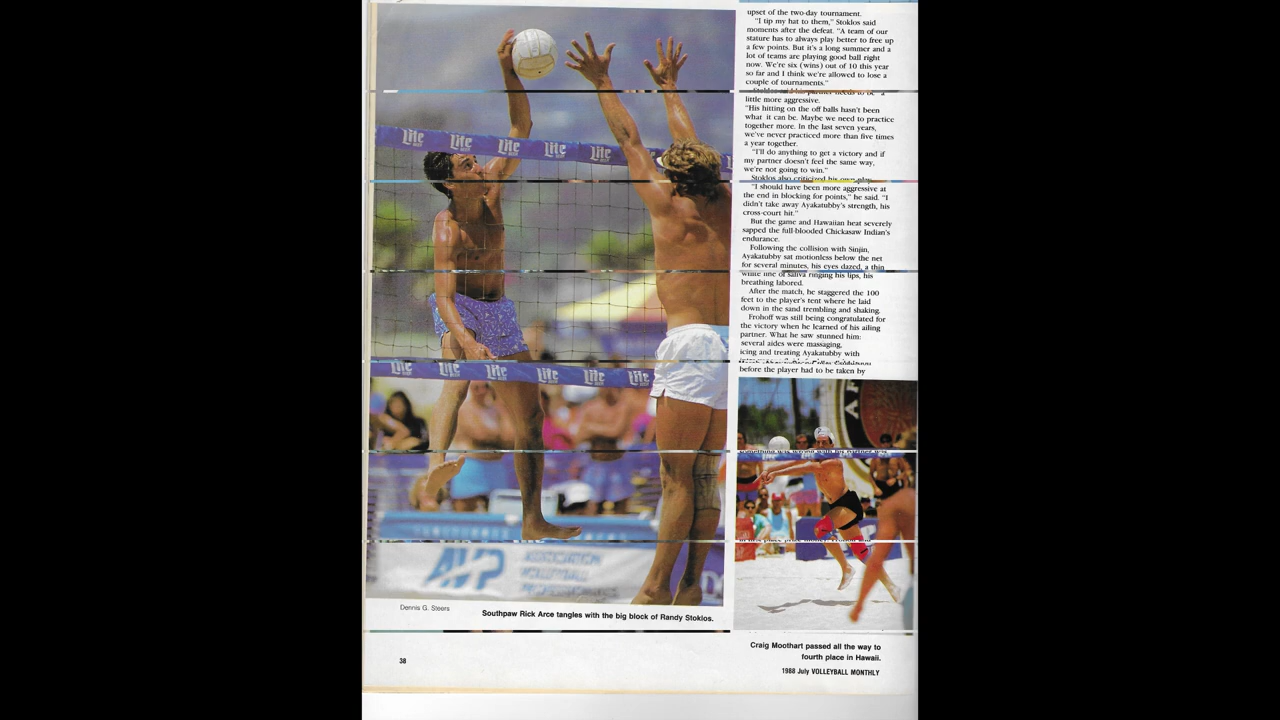 upset of the two-day tournament.
"I tip my hat to them," Stoklos said
moments after the defeat. "A team of our
stature has to always play better to free up
a few points. But it's a long summer and a
lot of teams are playing good ball right
now. We're six (wins) out of 10 this year
so far and I think we're allowed to lose a
couple of tournaments."
Stoklos said his partner needs to be a
little more aggressive.
"His hitting on the off balls hasn't been
what it can be. Maybe we need to practice
together more. In the last seven years,
we've never practiced more than five times
a year together.
"I'll do anything to get a victory and if
my partner doesn't feel the same way,
we're not going to win."
Stoklos also criticized his own play.
"I should have been more aggressive at
the end in blocking for points," he said. "I
didn't take away Ayakatubby's strength, his
cross-court hit."
But the game and Hawaiian heat severely
sapped the full-blooded Chickasaw Indian's
endurance.
Following the collision with Sinjin,
Ayakatubby sat motionless below the net
for several minutes, his eyes dazed, a thin
white line of saliva ringing his lips, his
breathing labored.
After the match, he staggered the 100
feet to the player's tent where he laid
down in the sand trembling and shaking.
Frohoff was still being congratulated for
the victory when he learned of his ailing
partner. What he saw stunned him:
several aides were massaging,
icing and treating Ayakatubby with
before the player had to be taken by
Lite Lite Lite Lite Lite
Lite Lite Lite Lite Lite
AVP
Dennis G. Steers
Southpaw Rick Arce tangles with the big block of Randy Stoklos.
Craig Moothart passed all the way to
fourth place in Hawaii.
38
1988 July VOLLEYBALL MONTHLY